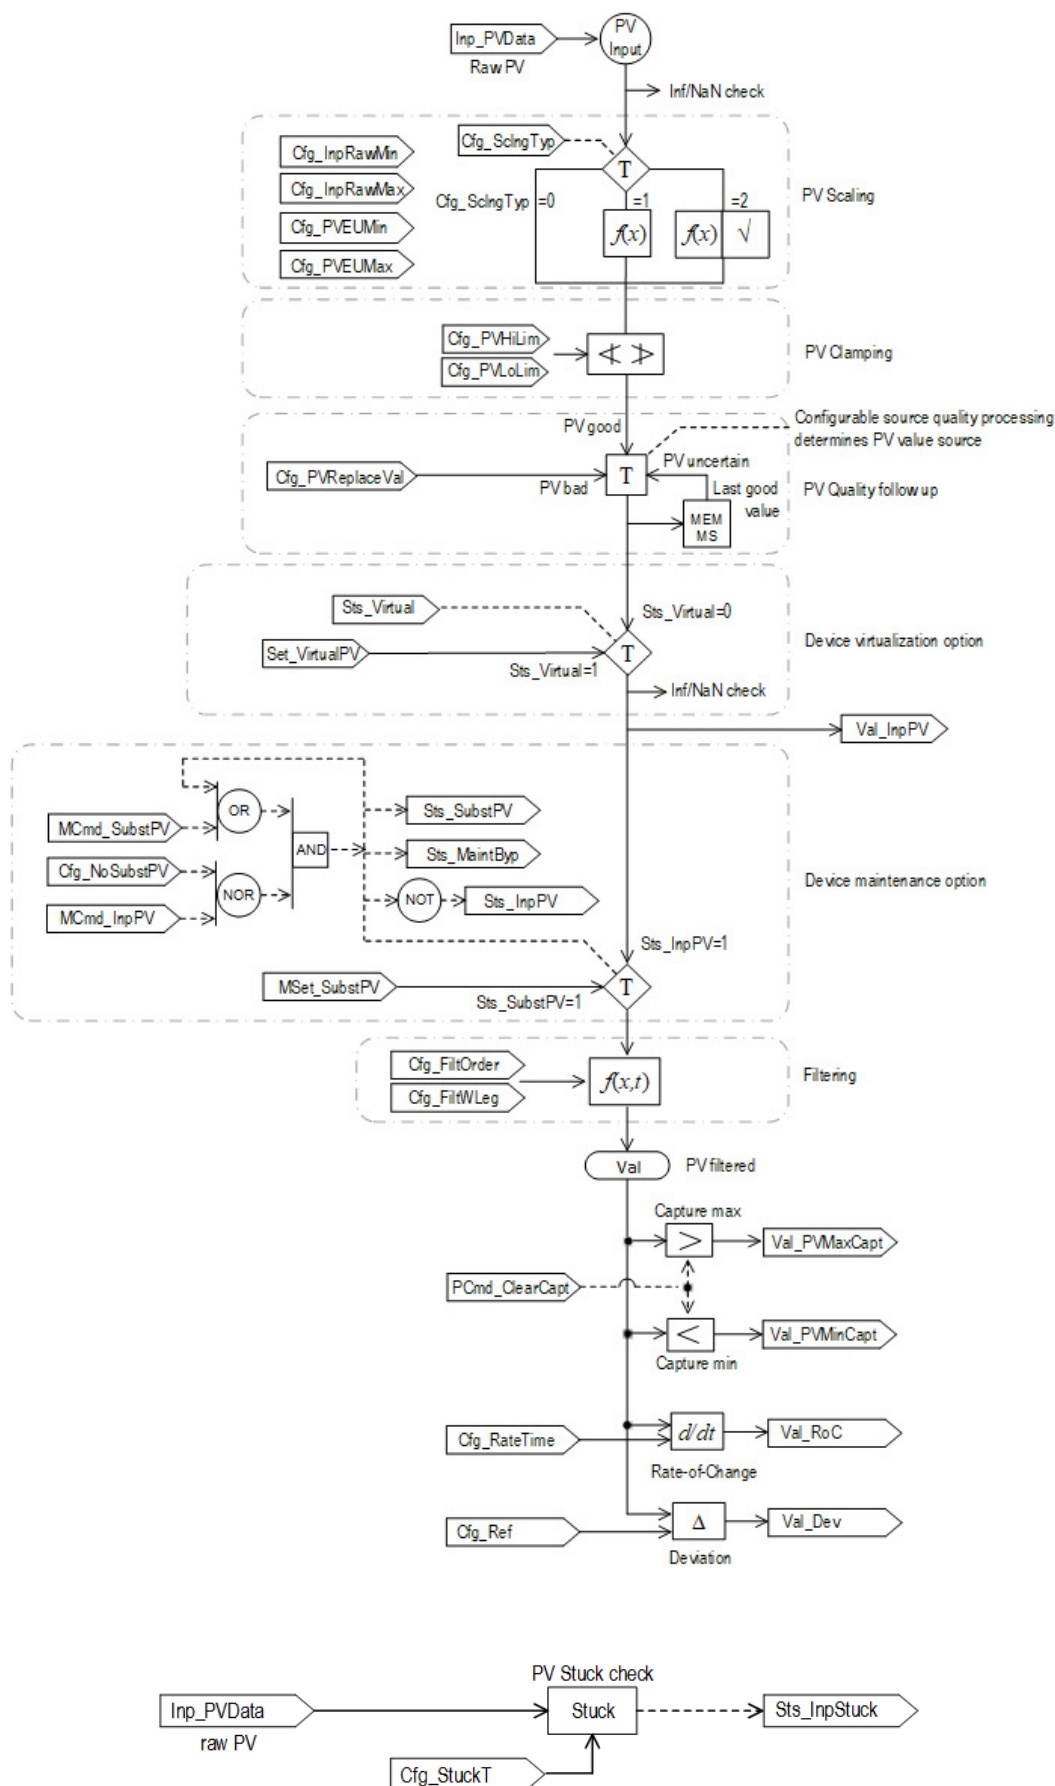 Inp_PVData
Raw PV
PV
Input
Inf/NaN check
Cfg_SclngTyp
Cfg_InpRawMin
Cfg_InpRawMax
Cfg_PVEUMin
Cfg_PVEUMax
T
Cfg_SclngTyp =0
=1
=2
f(x)
f(x)
√
PV Scaling
Cfg_PVHiLim
Cfg_PVLoLim
PV Clamping
PV good
Configurable source quality processing
determines PV value source
Cfg_PVReplaceVal
PV bad
T
PV uncertain
Last good
value
MEM
MS
PV Quality follow up
Sts_Virtual
Sts_Virtual=0
Set_VirtualPV
Sts_Virtual=1
T
Device virtualization option
Inf/NaN check
Val_InpPV
OR
MCmd_SubstPV
Cfg_NoSubstPV
MCmd_InpPV
NOR
AND
Sts_SubstPV
Sts_MaintByp
NOT
Sts_InpPV
Device maintenance option
Sts_InpPV=1
MSet_SubstPV
Sts_SubstPV=1
T
Cfg_FiltOrder
Cfg_FiltWLeg
f(x,t)
Filtering
Val
PV filtered
Capture max
>
Val_PVMaxCapt
PCmd_ClearCapt
<
Val_PVMinCapt
Capture min
Cfg_RateTime
d/dt
Val_RoC
Rate-of-Change
Cfg_Ref
Δ
Val_Dev
Deviation
PV Stuck check
Inp_PVData
raw PV
Stuck
Sts_InpStuck
Cfg_StuckT